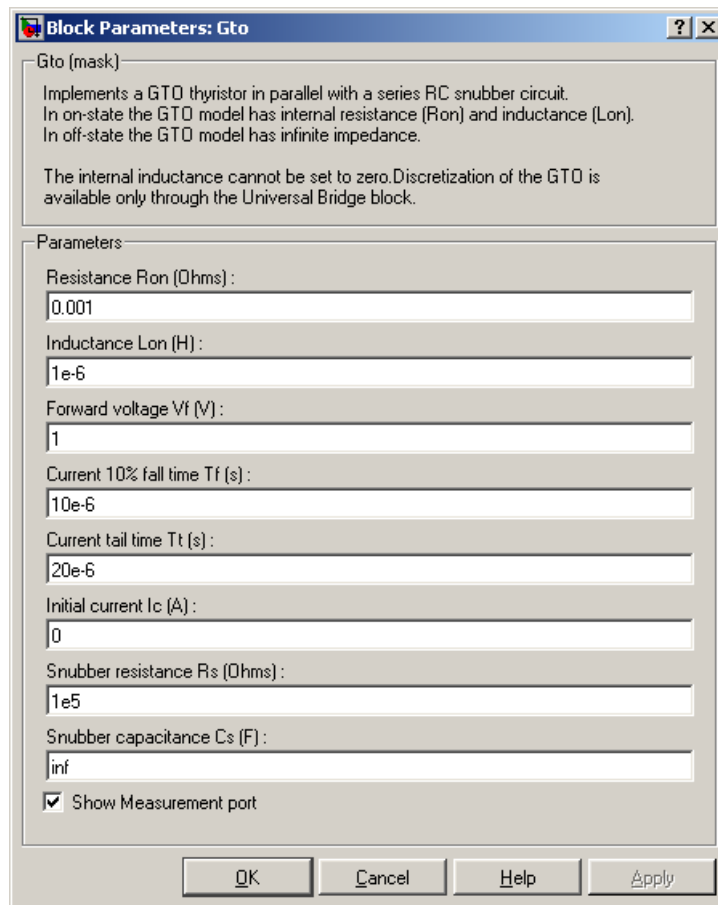 Block Parameters: Gto
Gto (mask)
Implements a GTO thyristor in parallel with a series RC snubber circuit.
In on-state the GTO model has internal resistance (Ron) and inductance (Lon).
In off-state the GTO model has infinite impedance.
The internal inductance cannot be set to zero.Discretization of the GTO is
available only through the Universal Bridge block.
Parameters
Resistance Ron (Ohms) :
0.001
Inductance Lon (H) :
1e-6
Forward voltage Vf (V) :
1
Current 10% fall time Tf (s) :
10e-6
Current tail time Tt (s) :
20e-6
Initial current Ic (A) :
0
Snubber resistance Rs (Ohms) :
1e5
Snubber capacitance Cs (F) :
inf
Show Measurement port
OK Cancel Help Apply